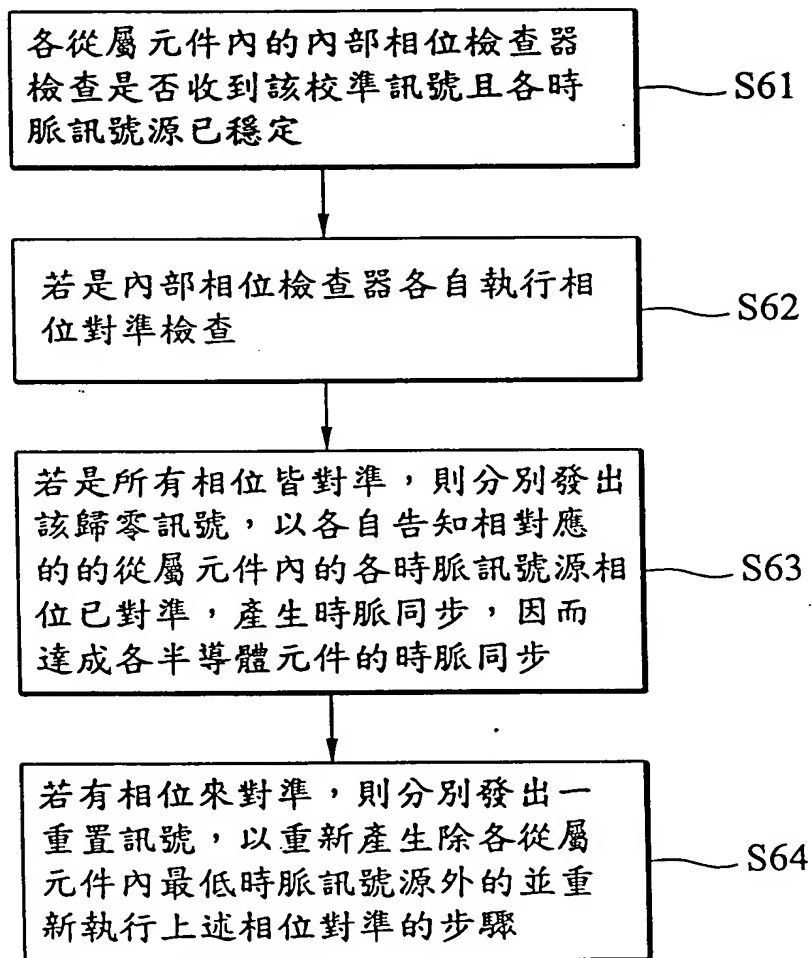 各從屬元件內的內部相位檢查器
檢查是否收到該校準訊號且各時
脈訊號源已穩定
S61
若是內部相位檢查器各自執行相
位對準檢查
S62
若是所有相位皆對準，則分別發出
該歸零訊號，以各自告知相對應
的的從屬元件內的各時脈訊號源相
位已對準，產生時脈同步，因而
達成各半導體元件的時脈同步
S63
若有相位來對準，則分別發出一
重置訊號，以重新產生除各從屬
元件內最低時脈訊號源外的並重
新執行上述相位對準的步驟
S64